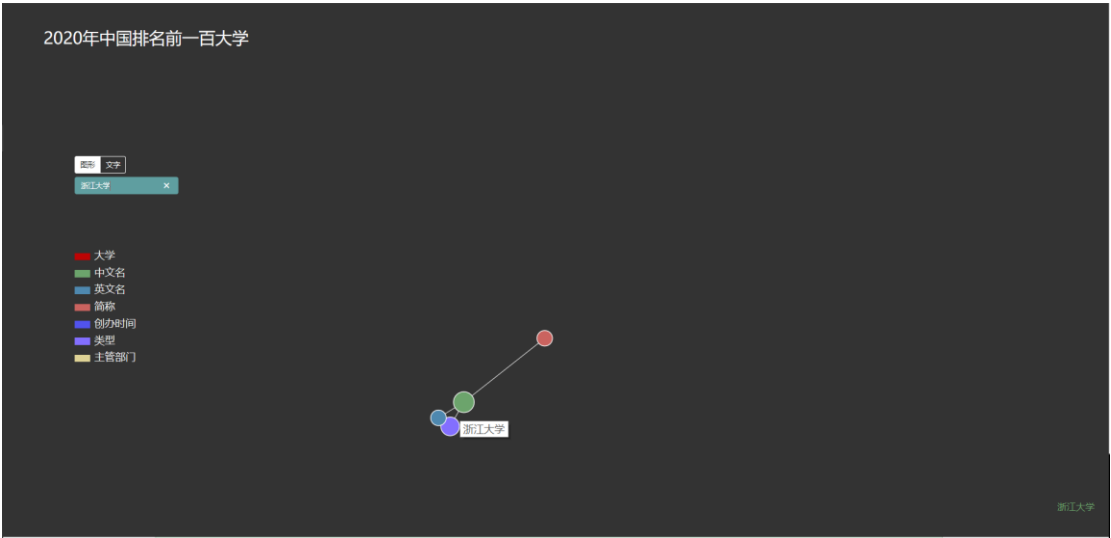 2020年中国排名前一百大学
图形 文字
浙江大学 ×
大学
中文名
英文名
简称
创办时间
类型
主管部门
浙江大学
浙江大学